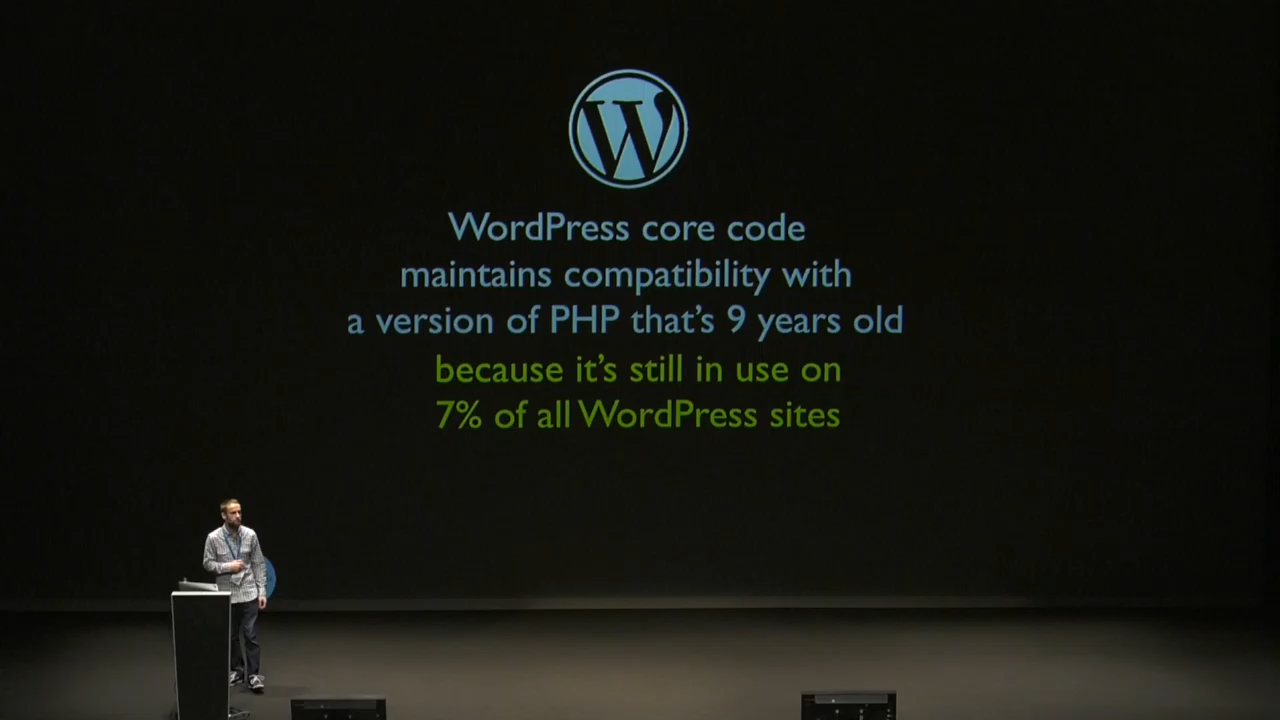 WordPress core code
maintains compatibility with
a version of PHP that's 9 years old
because it's still in use on
7% of all WordPress sites